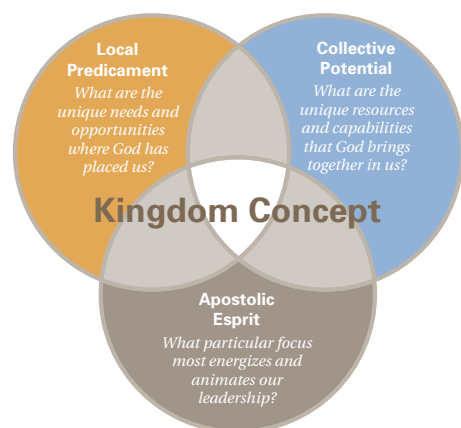 Local
Predicament
What are the
unique needs and
opportunities
where God has
placed us?
Collective
Potential
What are the
unique resources
and capabilities
that God brings
together in us?
Kingdom Concept
Apostolic
Esprit
What particular focus
most energizes and
animates our
leadership?